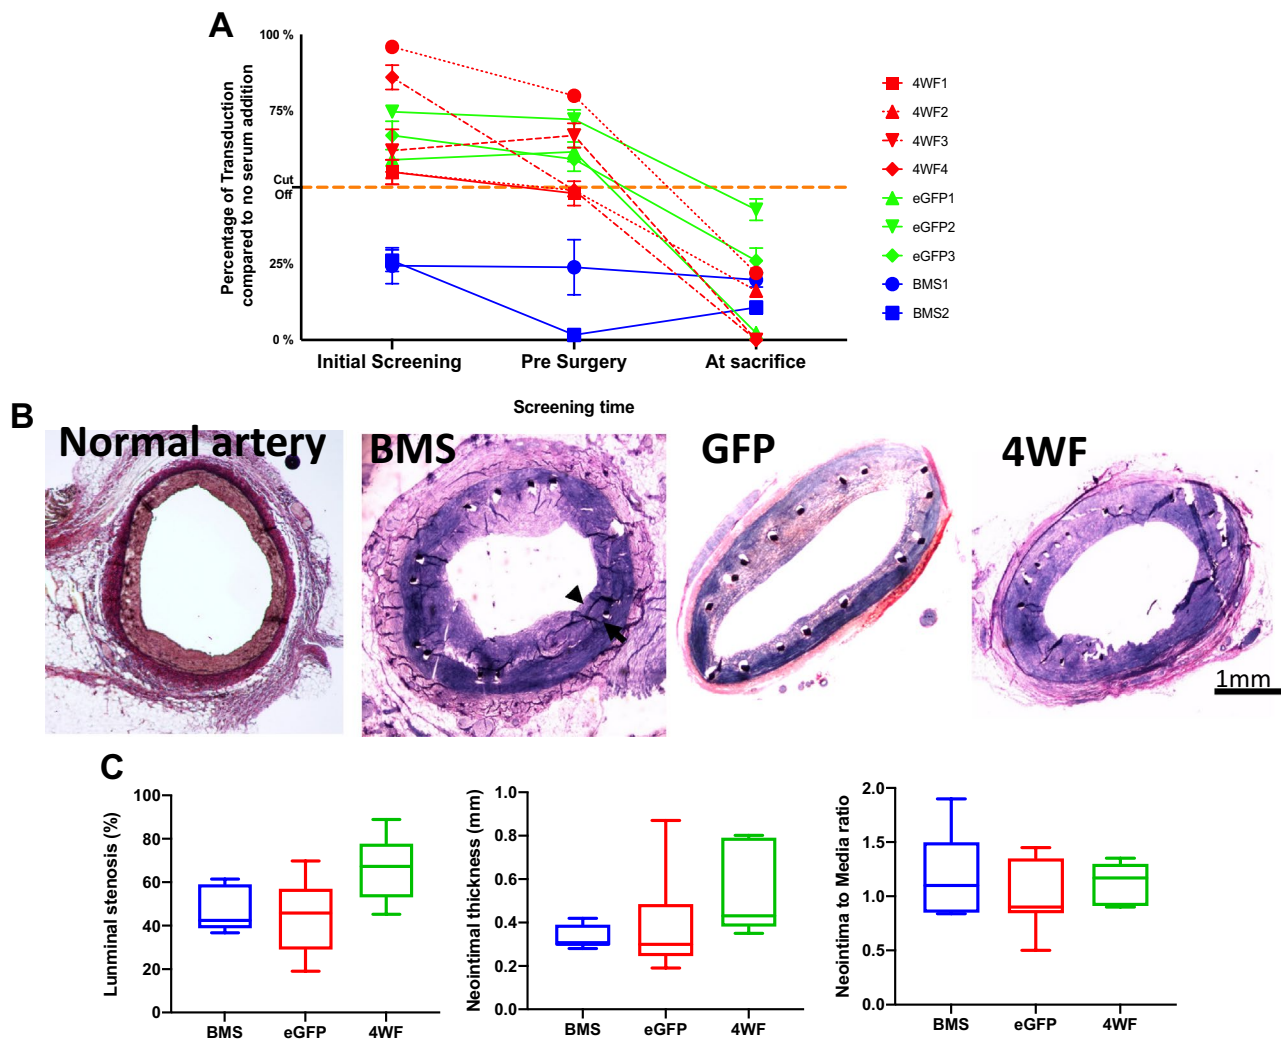 A
Percentage of Transduction
compared to no serum addition
100 %
75%
Cut
Off
25%
0 %
Initial Screening
Pre Surgery
At sacrifice
Screening time
4WF1
4WF2
4WF3
4WF4
eGFP1
eGFP2
eGFP3
BMS1
BMS2
B
Normal artery
BMS
GFP
4WF
1mm
C
Lunminal stenosis (%)
100
80
60
40
20
0
BMS
eGFP
4WF
Neointimal thickness (mm)
1.0
0.8
0.6
0.4
0.2
0.0
BMS
eGFP
4WF
Neointima to Media ratio
2.0
1.5
1.0
0.5
0.0
BMS
eGFP
4WF